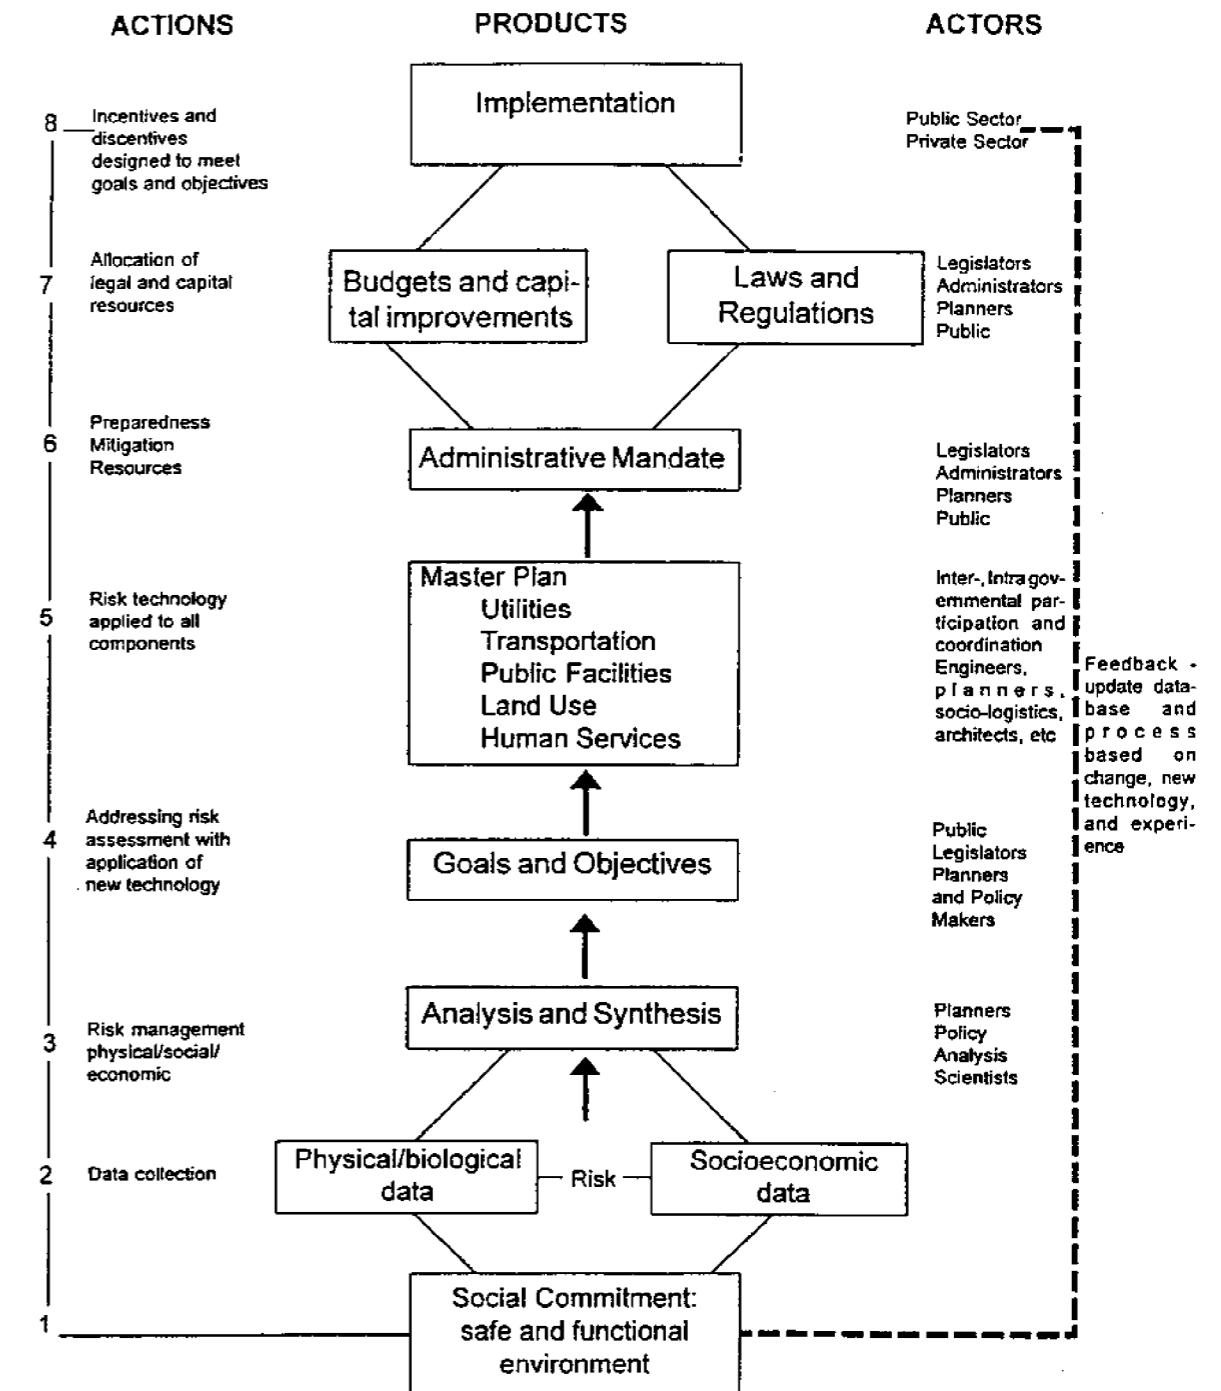 ACTIONS
PRODUCTS
ACTORS
8
Incentives and
discentives
designed to meet
goals and objectives
Implementation
Public Sector
Private Sector
7
Allocation of
legal and capital
resources
Budgets and capi-
tal improvements
Laws and
Regulations
Legislators
Administrators
Planners
Public
6
Preparedness
Mitigation
Resources
Administrative Mandate
Legislators
Administrators
Planners
Public
5
Risk technology
applied to all
components
Master Plan
Utilities
Transportation
Public Facilities
Land Use
Human Services
Inter-, Intragov-
ernmental par-
ticipation and
coordination
Engineers,
planners,
socio-logistics,
architects, etc
Feedback -
update data-
base and
process
based on
change, new
technology,
and experi-
ence
4
Addressing risk
assessment with
application of
new technology
Goals and Objectives
Public
Legislators
Planners
and Policy
Makers
3
Risk management
physical/social/
economic
Analysis and Synthesis
Planners
Policy
Analysis
Scientists
2
Data collection
Physical/biological
data
Risk
Socioeconomic
data
1
Social Commitment:
safe and functional
environment